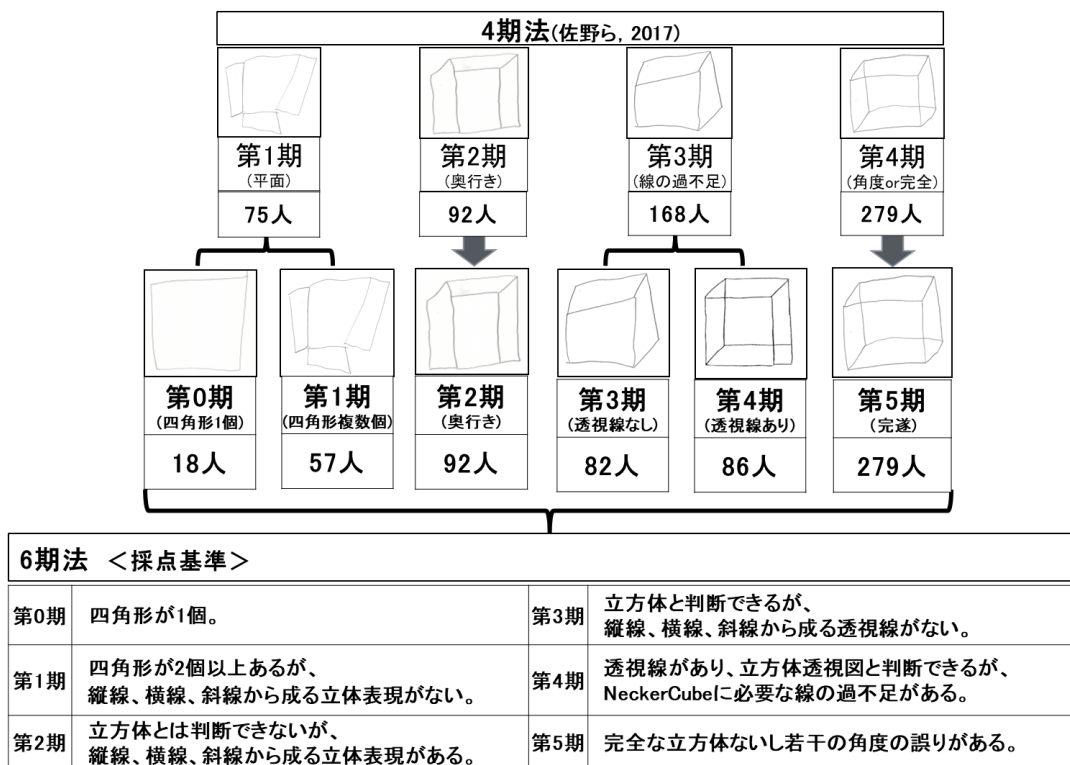 4期法(佐野ら, 2017)
第1期
(平面)
75人
第2期
(奥行き)
92人
第3期
(線の過不足)
168人
第4期
(角度or完全)
279人
第0期
(四角形1個)
18人
第1期
(四角形複数個)
57人
第2期
(奥行き)
92人
第3期
(透視線なし)
82人
第4期
(透視線あり)
86人
第5期
(完遂)
279人
6期法 <採点基準>
第0期
四角形が1個。
第1期
四角形が2個以上あるが、
縦線、横線、斜線から成る立体表現がない。
第2期
立方体とは判断できないが、
縦線、横線、斜線から成る立体表現がある。
第3期
立方体と判断できるが、
縦線、横線、斜線から成る透視線がない。
第4期
透視線があり、立方体透視図と判断できるが、
NeckerCubeに必要な線の過不足がある。
第5期
完全な立方体ないし若干の角度の誤りがある。